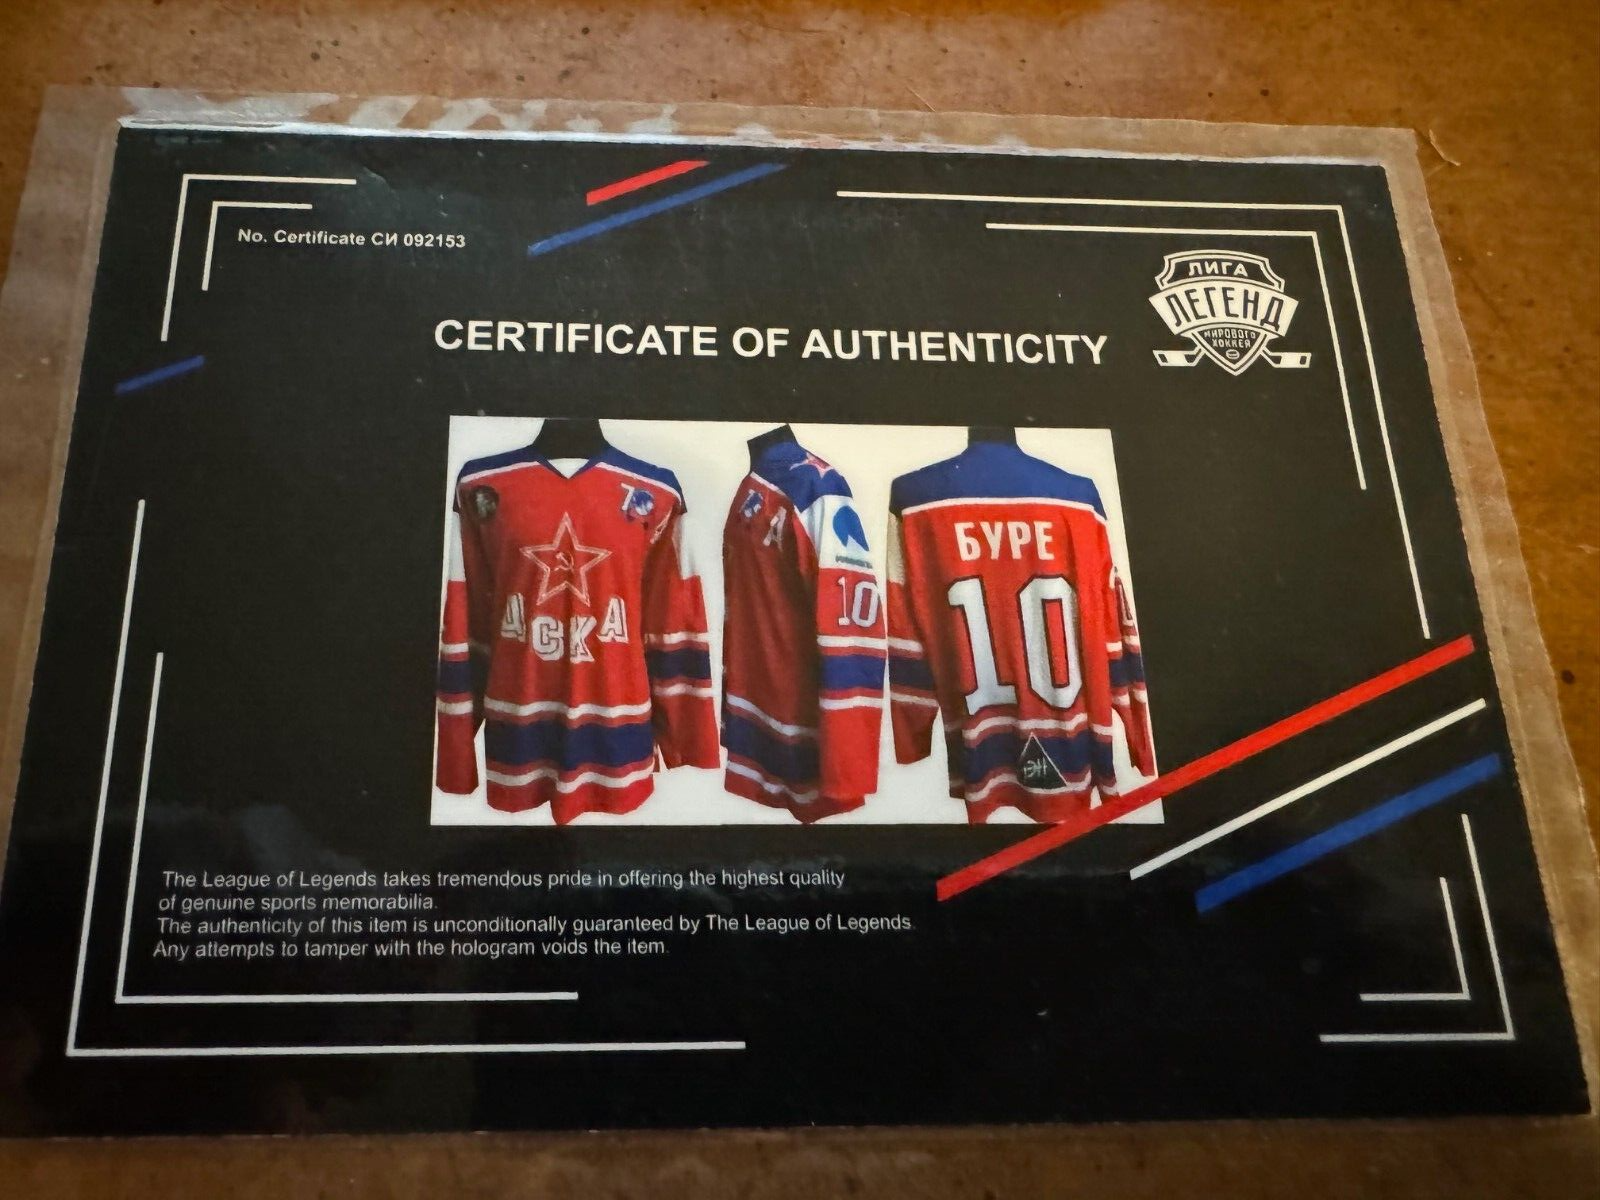 No. Certificate СИ 092153
ЛИГА
ЛЕГЕНД
МИРОВОГО
ХОККЕЯ
CERTIFICATE OF AUTHENTICITY
70
А
А
ЦСКА
10
БУРЕ
10
The League of Legends takes tremendous pride in offering the highest quality
of genuine sports memorabilia.
The authenticity of this item is unconditionally guaranteed by The League of Legends.
Any attempts to tamper with the hologram voids the item.